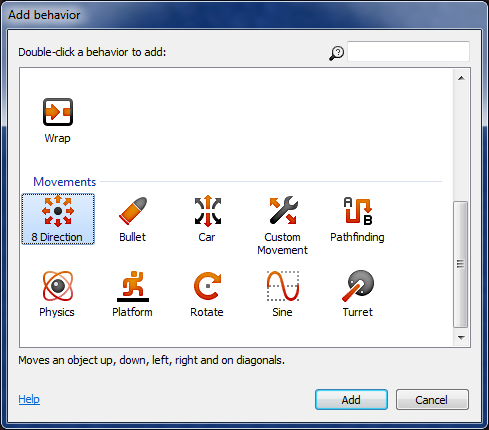 Add behavior
Double-click a behavior to add:
Wrap
Movements
8 Direction Bullet Car Custom Movement Pathfinding
A
B
Physics Platform Rotate Sine Turret
Moves an object up, down, left, right and on diagonals.
Help Add Cancel